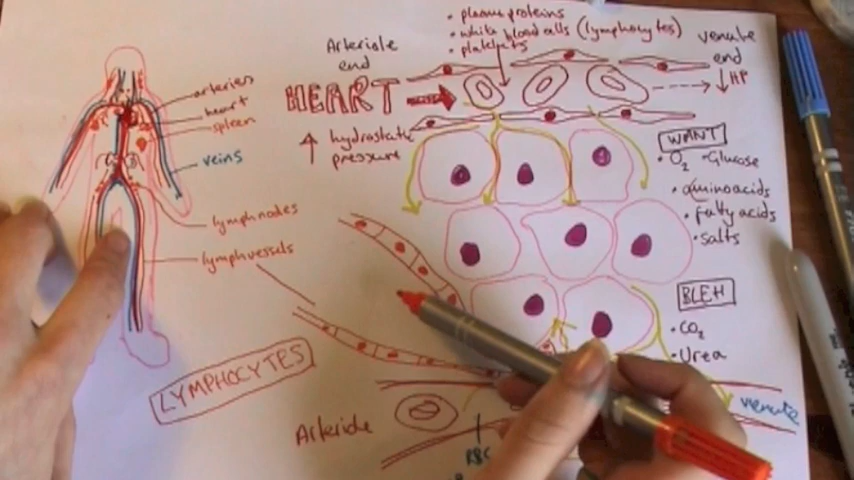 • plasma proteins
• white blood cells (lymphocytes)
• platelets
Arteriole
end
venule
end
↓HP
HEART
↑ hydrostatic
pressure
arteries
heart
spleen
veins
lymph nodes
lymph vessels
LYMPHOCYTES
WANT
• O2 • Glucose
• aminoacids
• fatty acids
• salts
BLEH
• CO2
• Urea
Arteriole
RBC
venule